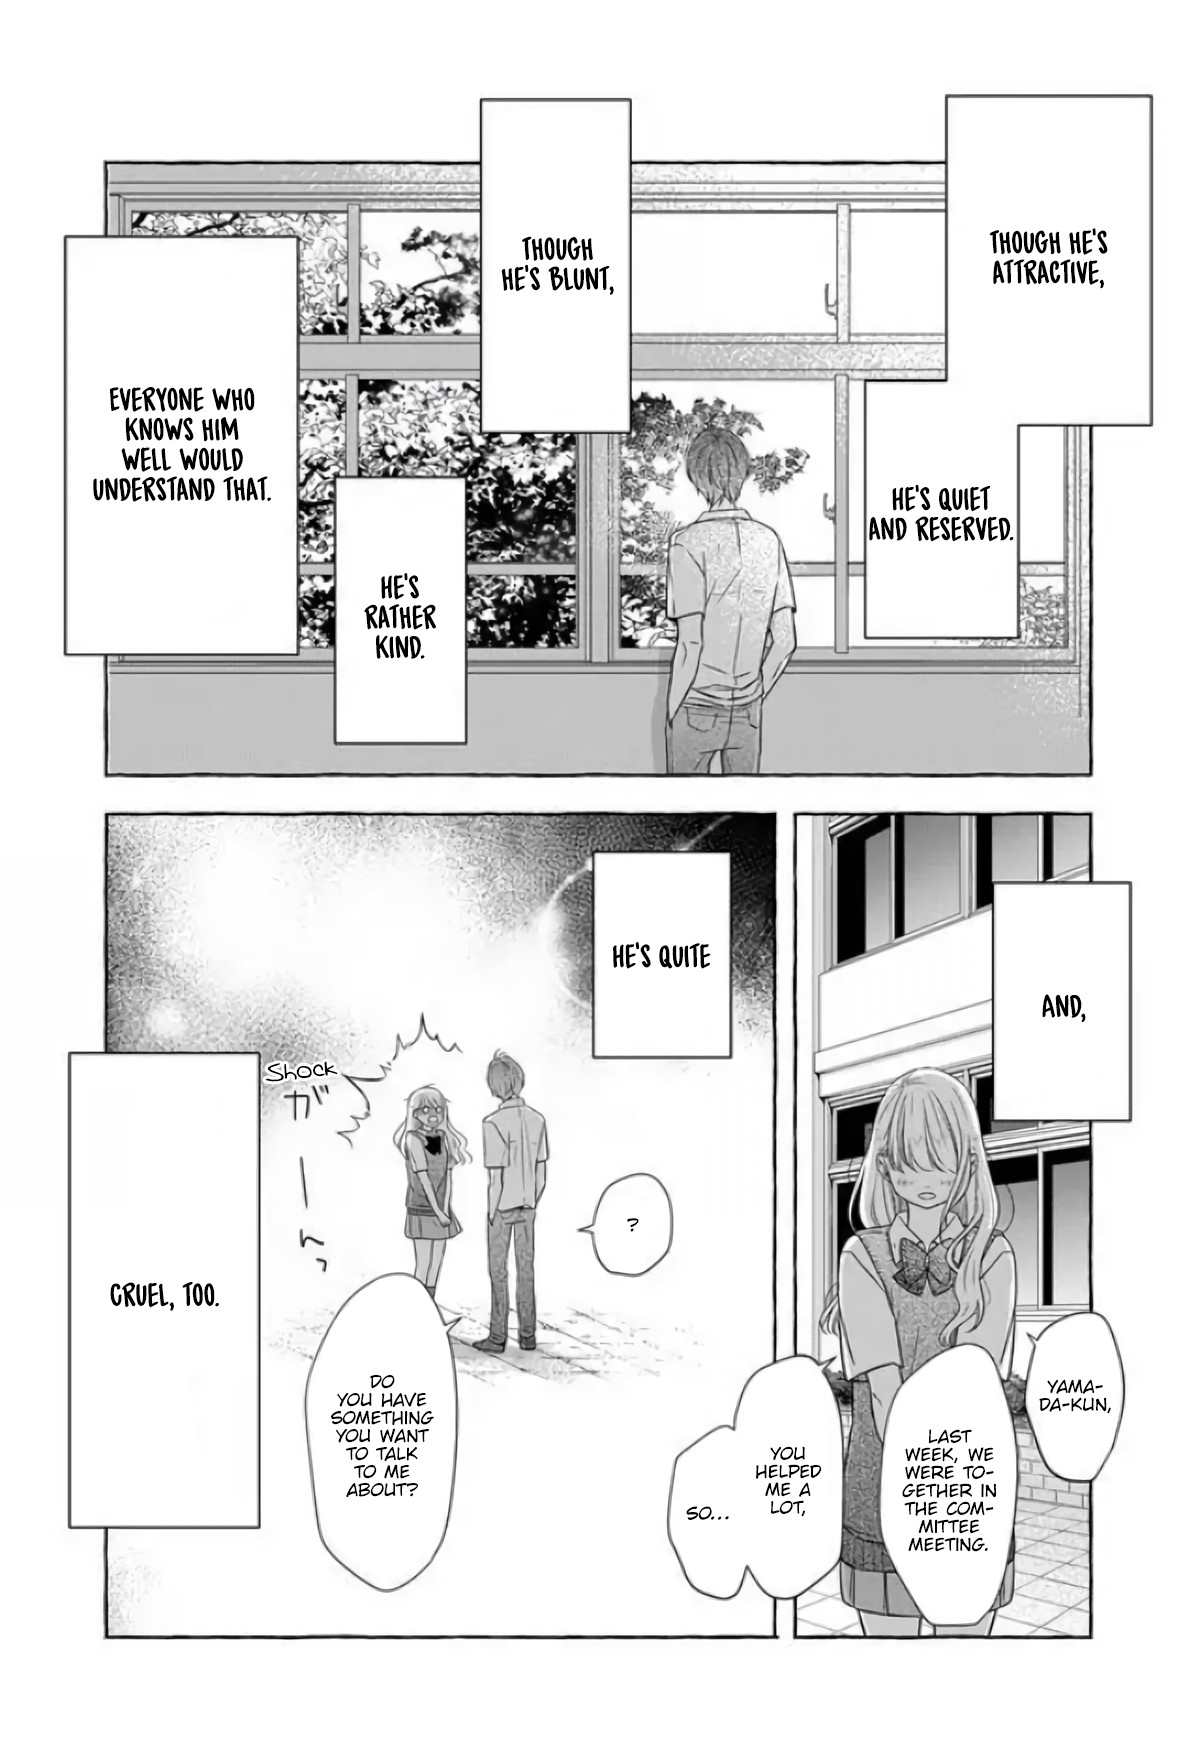 THOUGH HE'S
ATTRACTIVE,
HE'S QUIET
AND RESERVED.
THOUGH
HE'S BLUNT,
HE'S
RATHER
KIND.
EVERYONE WHO
KNOWS HIM
WELL WOULD
UNDERSTAND THAT.
AND,
YAMA-
DA-KUN,
LAST
WEEK, WE
WERE TO-
GETHER IN
THE COM-
MITTEE
MEETING.
YOU
HELPED
ME A
LOT,
SO...
HE'S QUITE
?
Shock
ガーんっ
DO
YOU HAVE
SOMETHING
YOU WANT
TO TALK
TO ME
ABOUT?
CRUEL, TOO.